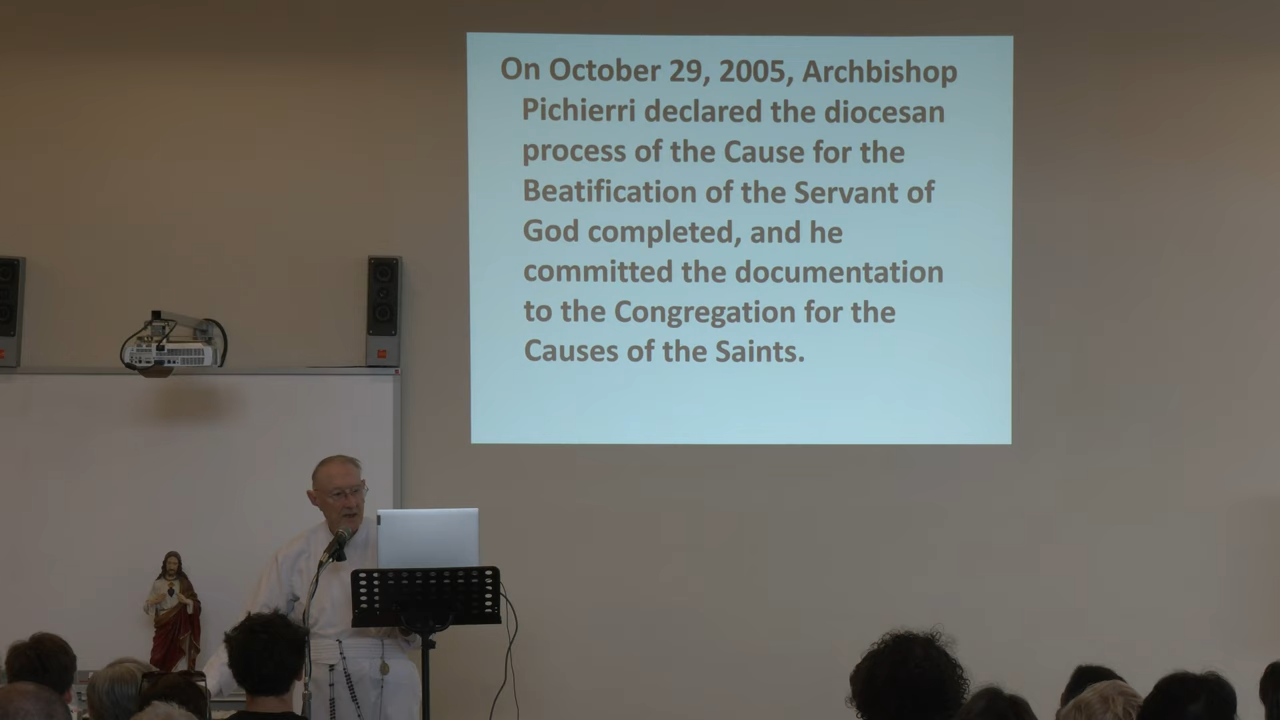 On October 29, 2005, Archbishop
Pichierri declared the diocesan
process of the Cause for the
Beatification of the Servant of
God completed, and he
committed the documentation
to the Congregation for the
Causes of the Saints.